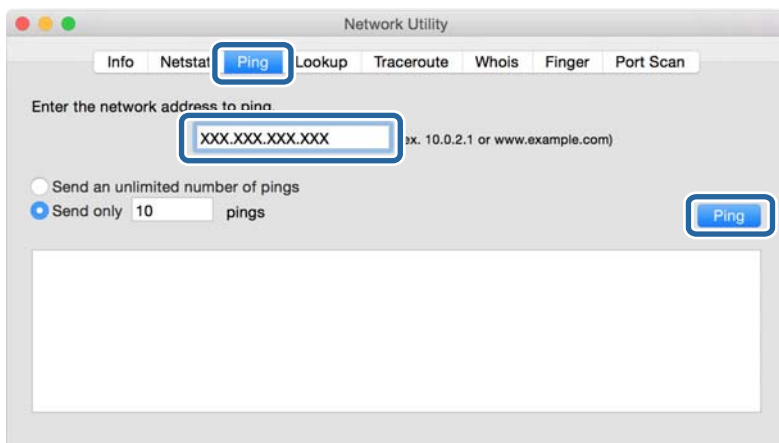 Network Utility
Info Netstat Ping Lookup Traceroute Whois Finger Port Scan
Enter the network address to ping.
XXX.XXX.XXX.XXX ex. 10.0.2.1 or www.example.com)
Send an unlimited number of pings
Send only 10 pings
Ping